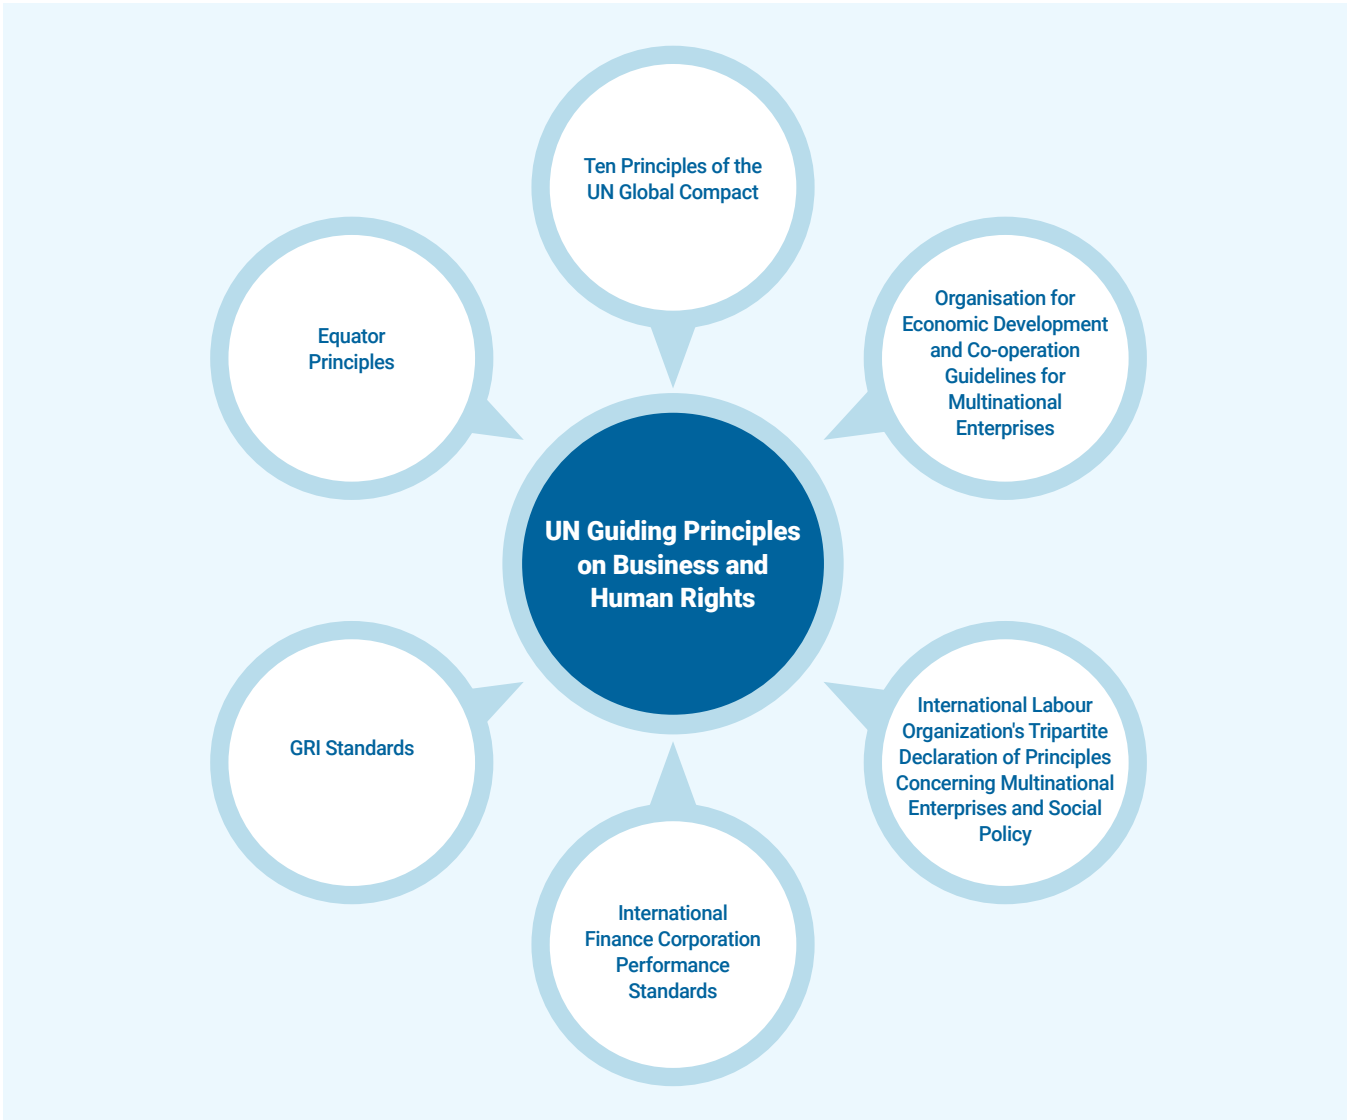 Ten Principles of the
UN Global Compact
Organisation for
Economic Development
and Co-operation
Guidelines for
Multinational
Enterprises
Equator
Principles
UN Guiding Principles
on Business and
Human Rights
International Labour
Organization's Tripartite
Declaration of Principles
Concerning Multinational
Enterprises and Social
Policy
GRI Standards
International
Finance Corporation
Performance
Standards